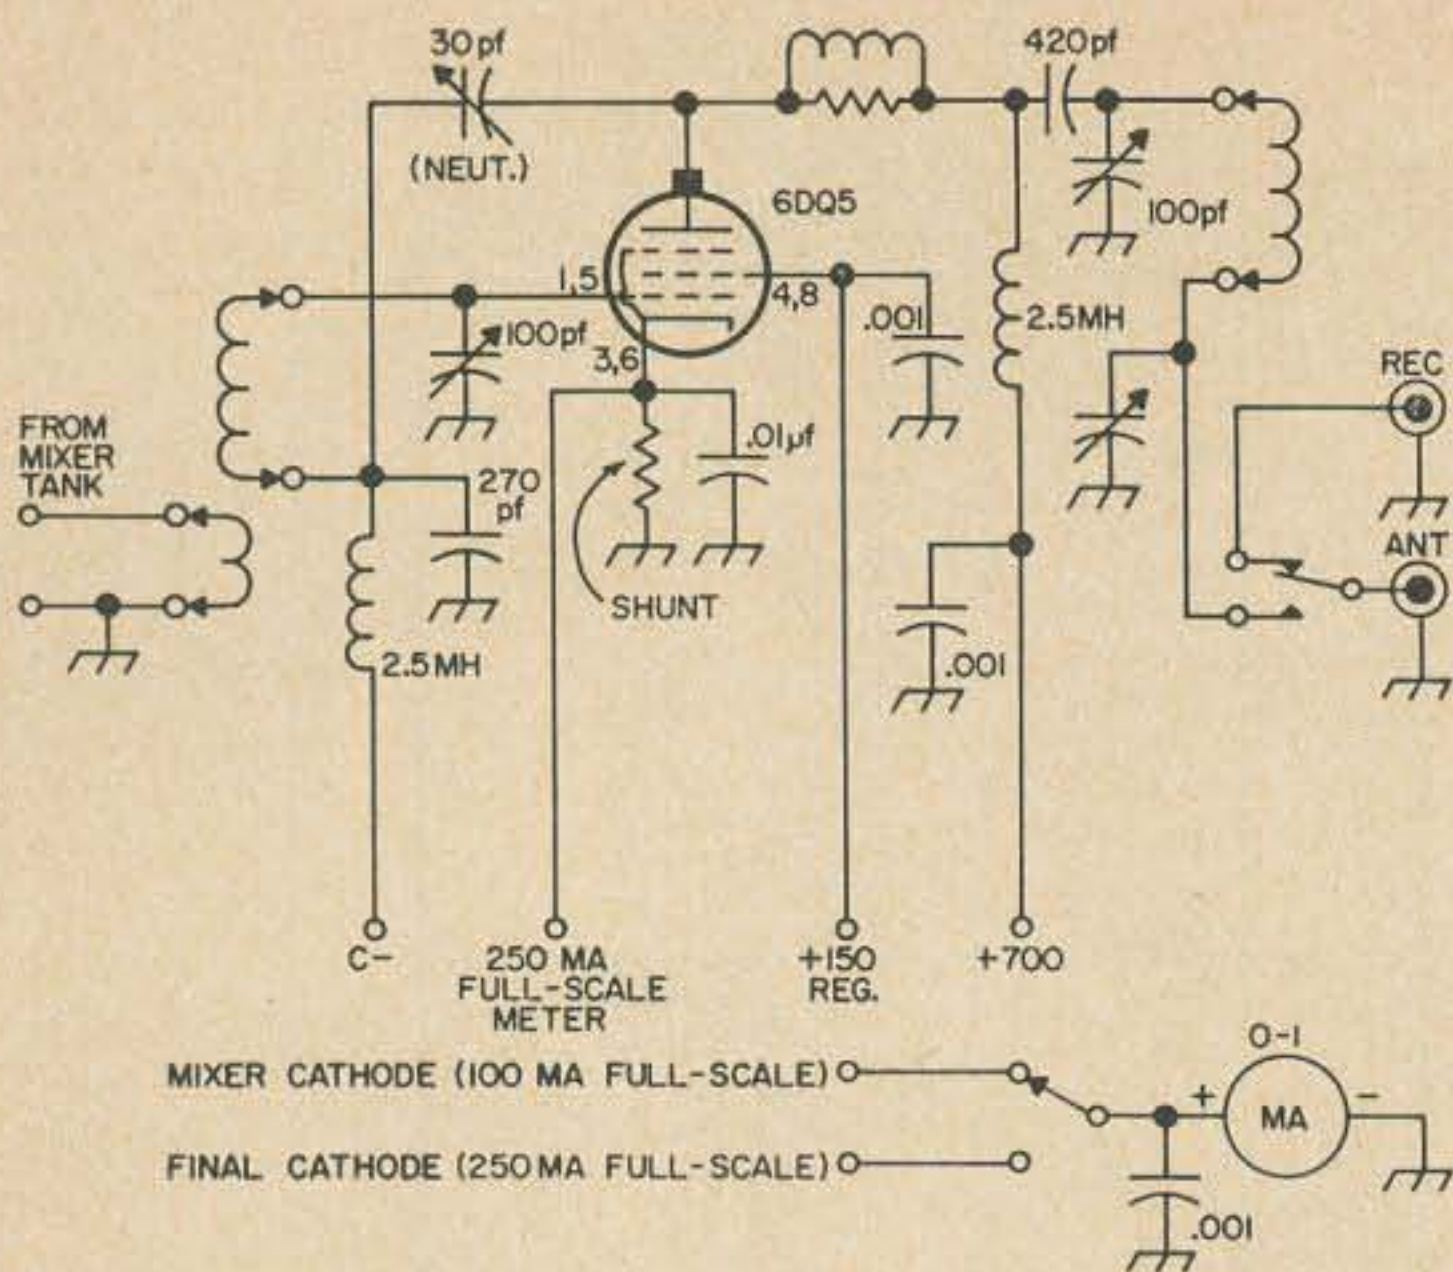 30pf
(NEUT.)
420pf
6DQ5
100pf
1,5
4,8
100pf
.001
2.5MH
3,6
REC
FROM
MIXER
TANK
.01µf
270
pf
ANT
SHUNT
2.5MH
.001
C-
250 MA
FULL-SCALE
METER
+150
REG.
+700
0-1
MIXER CATHODE (100 MA FULL-SCALE)
+
MA
-
FINAL CATHODE (250MA FULL-SCALE)
.001